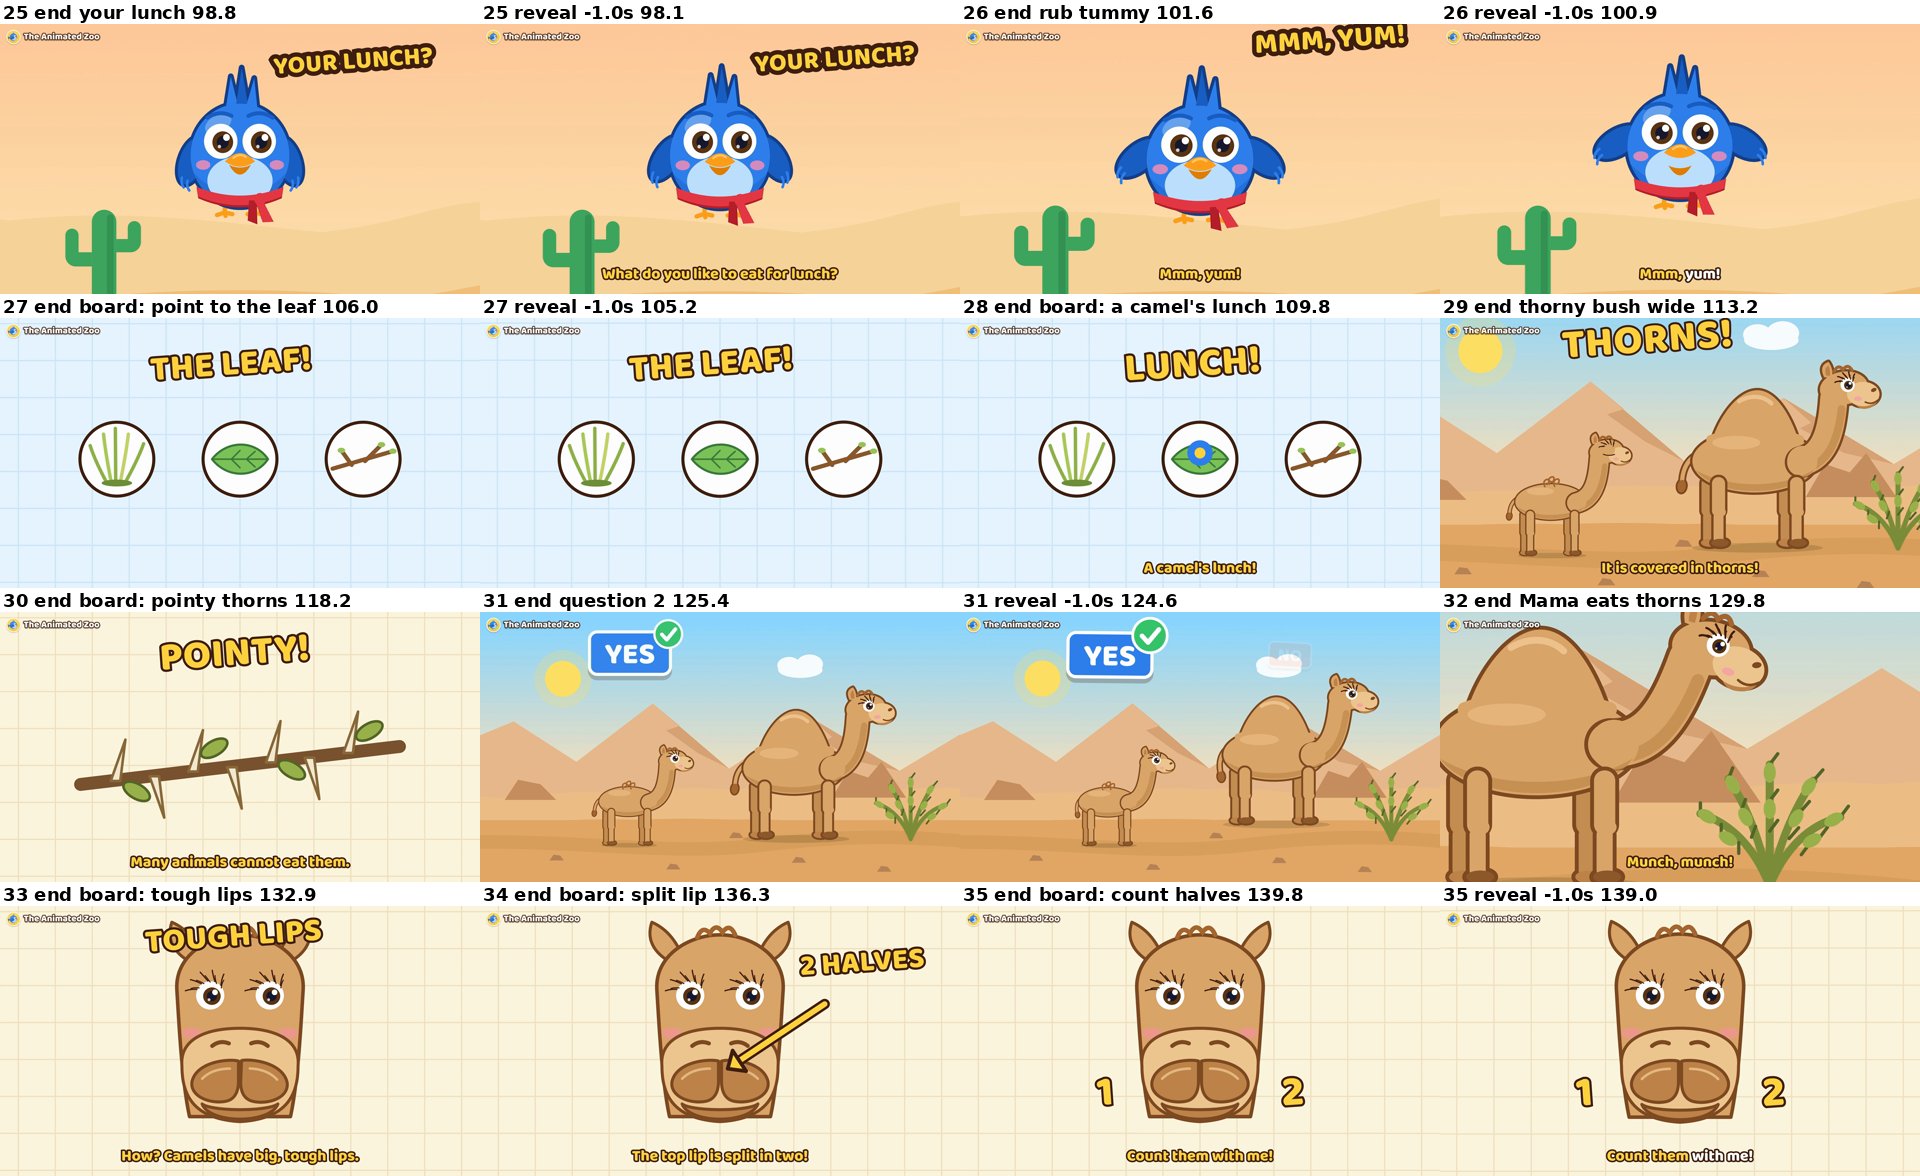 25 end your lunch 98.8
The Animated Zoo
YOUR LUNCH?
25 reveal -1.0s 98.1
The Animated Zoo
YOUR LUNCH?
What do you like to eat for lunch?
26 end rub tummy 101.6
The Animated Zoo
MMM, YUM!
Mmm, yum!
26 reveal -1.0s 100.9
The Animated Zoo
Mmm, yum!
27 end board: point to the leaf 106.0
The Animated Zoo
THE LEAF!
27 reveal -1.0s 105.2
The Animated Zoo
THE LEAF!
28 end board: a camel's lunch 109.8
The Animated Zoo
LUNCH!
A camel's lunch!
29 end thorny bush wide 113.2
The Animated Zoo
THORNS!
It is covered in thorns!
30 end board: pointy thorns 118.2
The Animated Zoo
POINTY!
Many animals cannot eat them.
31 end question 2 125.4
The Animated Zoo
YES
31 reveal -1.0s 124.6
The Animated Zoo
YES
NO
32 end Mama eats thorns 129.8
The Animated Zoo
Munch, munch!
33 end board: tough lips 132.9
The Animated Zoo
TOUGH LIPS
How? Camels have big, tough lips.
34 end board: split lip 136.3
The Animated Zoo
2 HALVES
The top lip is split in two!
35 end board: count halves 139.8
The Animated Zoo
1 2
Count them with me!
35 reveal -1.0s 139.0
The Animated Zoo
1 2
Count them with me!